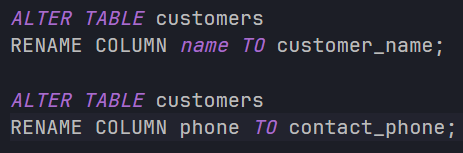 ALTER TABLE customers
RENAME COLUMN name TO customer_name;

ALTER TABLE customers
RENAME COLUMN phone TO contact_phone;